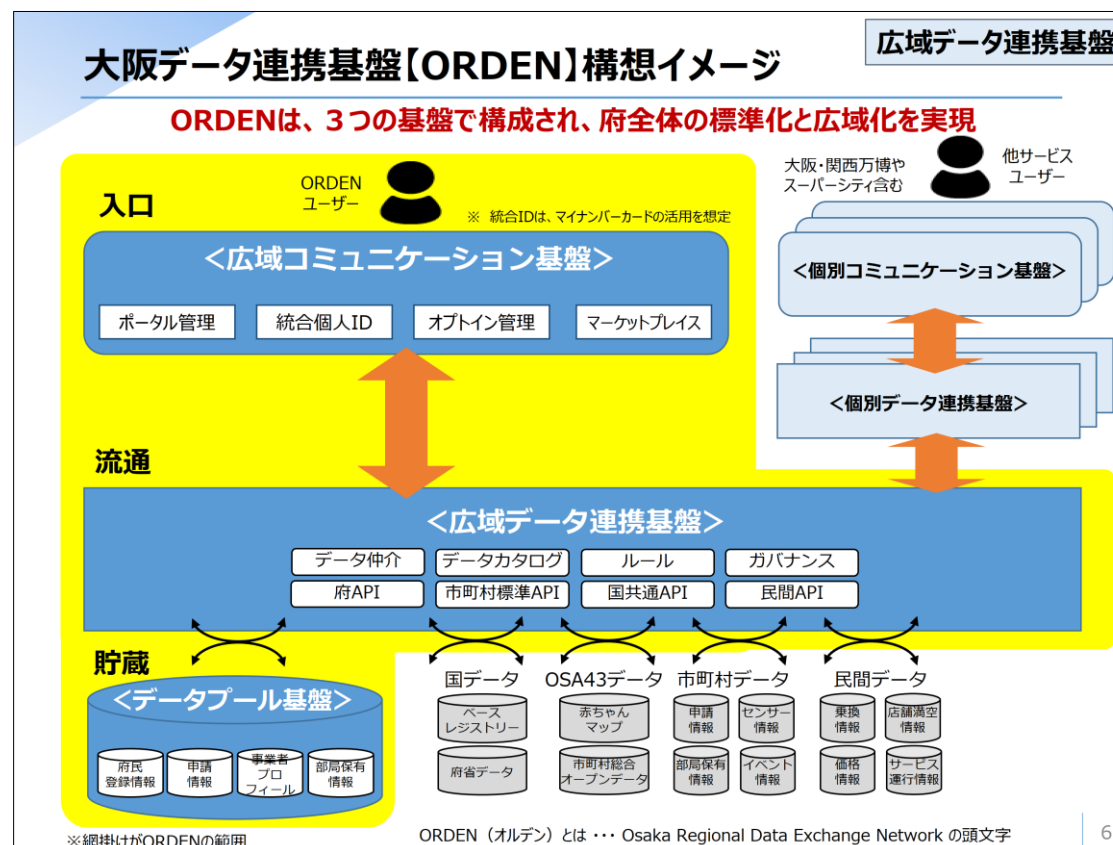 大阪データ連携基盤【ORDEN】構想イメージ
広域データ連携基盤
ORDENは、３つの基盤で構成され、府全体の標準化と広域化を実現
入口
ORDEN
ユーザー
※ 統合IDは、マイナンバーカードの活用を想定
＜広域コミュニケーション基盤＞
ポータル管理
統合個人ID
オプトイン管理
マーケットプレイス
大阪・関西万博や
スーパーシティ含む
他サービス
ユーザー
＜個別コミュニケーション基盤＞
＜個別データ連携基盤＞
流通
＜広域データ連携基盤＞
データ仲介
データカタログ
ルール
ガバナンス
府API
市町村標準API
国共通API
民間API
貯蔵
＜データプール基盤＞
府民
登録情報
申請
情報
事業者
プロ
フィール
部局保有
情報
国データ
ベース
レジストリー
府省データ
OSA43データ
赤ちゃん
マップ
市町村総合
オープンデータ
市町村データ
申請
情報
センサー
情報
部局保有
情報
イベント
情報
民間データ
乗換
情報
店舗満空
情報
価格
情報
サービス
運行情報
※網掛けがORDENの範囲
ORDEN（オルデン）とは ・・・ Osaka Regional Data Exchange Network の頭文字
6